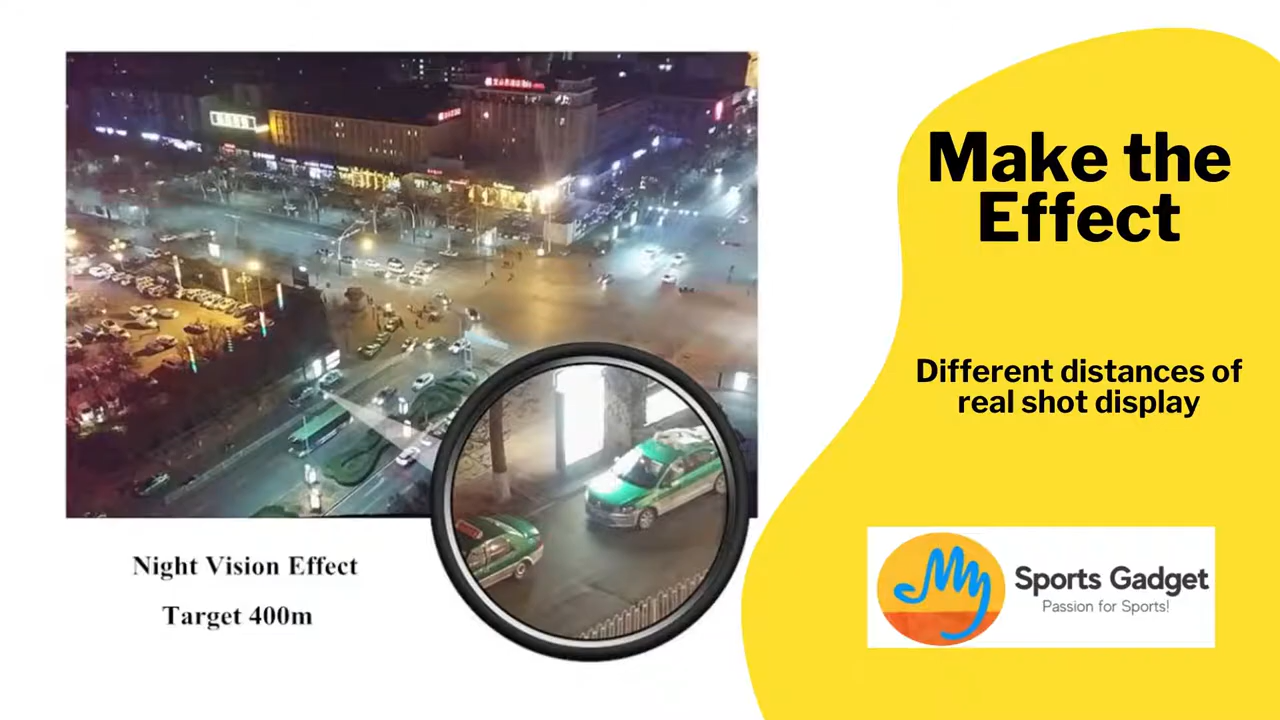 Make the
Effect
Different distances of
real shot display
Night Vision Effect
Target 400m
My
Sports Gadget
Passion for Sports!